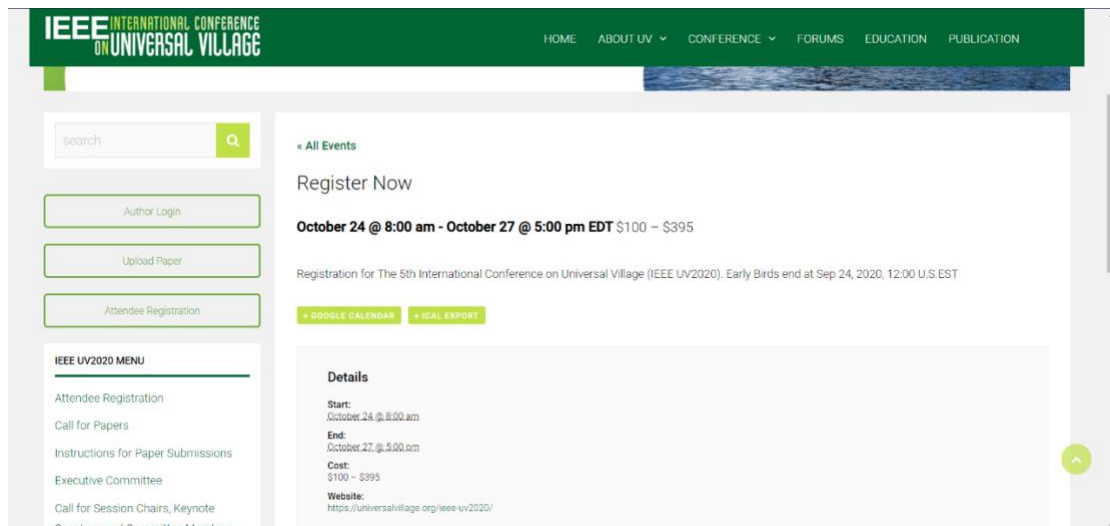 IEEE INTERNATIONAL CONFERENCE
ON UNIVERSAL VILLAGE
HOME ABOUT UV CONFERENCE FORUMS EDUCATION PUBLICATION
search
Author Login
Upload Paper
Attendee Registration
IEEE UV2020 MENU
Attendee Registration
Call for Papers
Instructions for Paper Submissions
Executive Committee
Call for Session Chairs, Keynote
« All Events
Register Now
October 24 @ 8:00 am - October 27 @ 5:00 pm EDT $100 – $395
Registration for The 5th International Conference on Universal Village (IEEE UV2020). Early Birds end at Sep 24, 2020, 12:00 U.S.EST
+ GOOGLE CALENDAR + ICAL EXPORT
Details
Start:
October 24 @ 8:00 am
End:
October 27 @ 5:00 pm
Cost:
$100 – $395
Website:
https://universalvillage.org/ieee-uv2020/